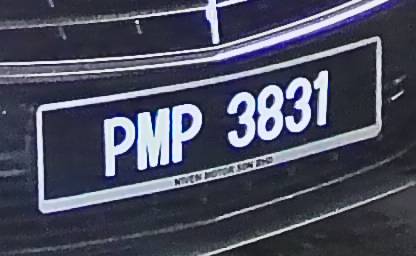 PMP 3831
NIVEN MOTOR SDN BHD